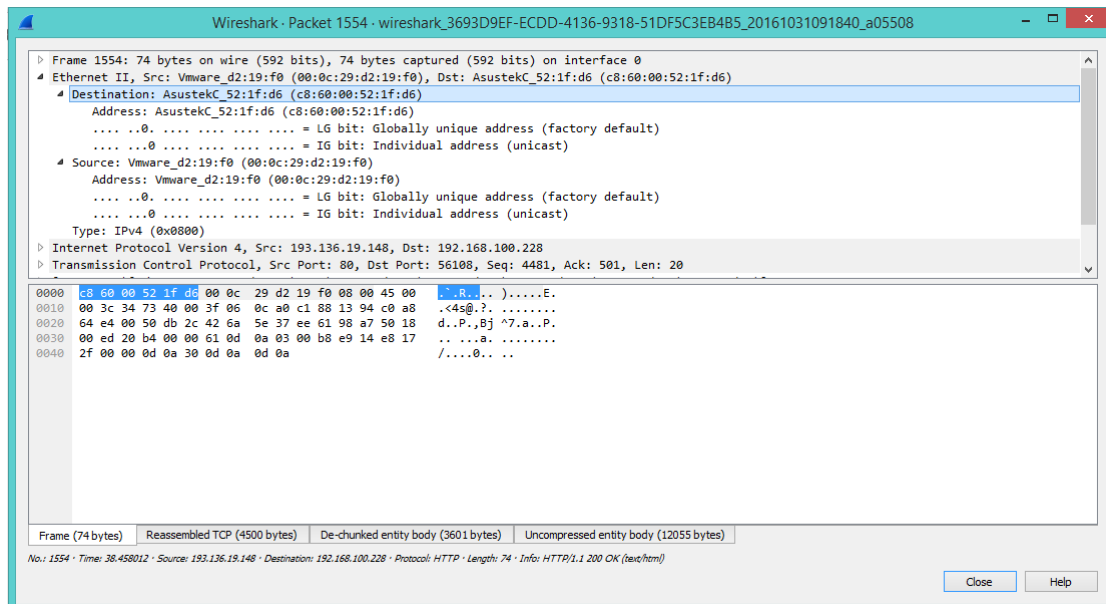 Wireshark · Packet 1554 · wireshark_3693D9EF-ECDD-4136-9318-51DF5C3EB4B5_20161031091840_a05508
Frame 1554: 74 bytes on wire (592 bits), 74 bytes captured (592 bits) on interface 0
Ethernet II, Src: Vmware_d2:19:f0 (00:0c:29:d2:19:f0), Dst: AsustekC_52:1f:d6 (c8:60:00:52:1f:d6)
Destination: AsustekC_52:1f:d6 (c8:60:00:52:1f:d6)
Address: AsustekC_52:1f:d6 (c8:60:00:52:1f:d6)
.... ..0. .... .... .... .... = LG bit: Globally unique address (factory default)
.... ...0 .... .... .... .... = IG bit: Individual address (unicast)
Source: Vmware_d2:19:f0 (00:0c:29:d2:19:f0)
Address: Vmware_d2:19:f0 (00:0c:29:d2:19:f0)
.... ..0. .... .... .... .... = LG bit: Globally unique address (factory default)
.... ...0 .... .... .... .... = IG bit: Individual address (unicast)
Type: IPv4 (0x0800)
Internet Protocol Version 4, Src: 193.136.19.148, Dst: 192.168.100.228
Transmission Control Protocol, Src Port: 80, Dst Port: 56108, Seq: 4481, Ack: 501, Len: 20
0000 c8 60 00 52 1f d6 00 0c 29 d2 19 f0 08 00 45 00 .`.R.... ).....E.
0010 00 3c 34 73 40 00 3f 06 0c a0 c1 88 13 94 c0 a8 .<4s@.?. ........
0020 64 e4 00 50 db 2c 42 6a 5e 37 ee 61 98 a7 50 18 d..P.,Bj ^7.a..P.
0030 00 ed 20 b4 00 00 61 0d 0a 03 00 b8 e9 14 e8 17 .. ...a. ........
0040 2f 00 00 0d 0a 30 0d 0a 0d 0a /....0.. ..
Frame (74 bytes) Reassembled TCP (4500 bytes) De-chunked entity body (3601 bytes) Uncompressed entity body (12055 bytes)
No.: 1554 · Time: 38.458012 · Source: 193.136.19.148 · Destination: 192.168.100.228 · Protocol: HTTP · Length: 74 · Info: HTTP/1.1 200 OK (text/html)
Close Help